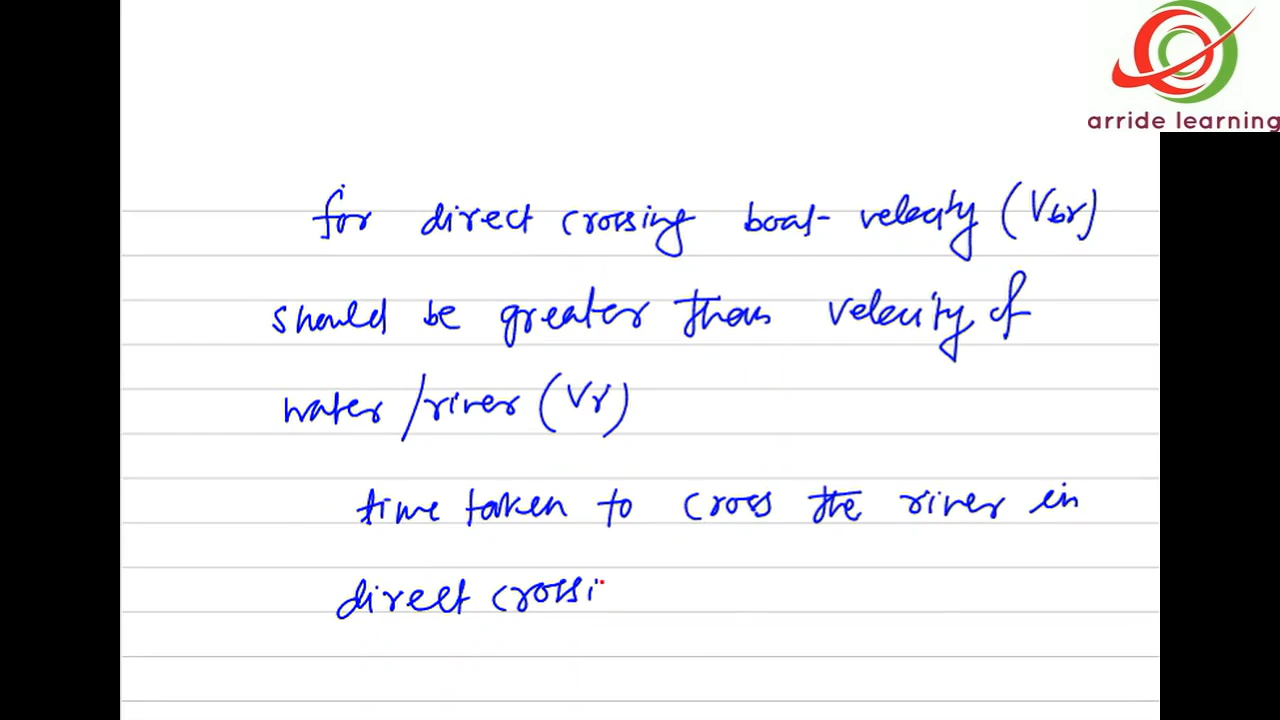 arride learning
for direct crossing boat velocity (Vbr)
should be greater than velocity of
water/river (Vr)
time taken to cross the river in
direct crossi